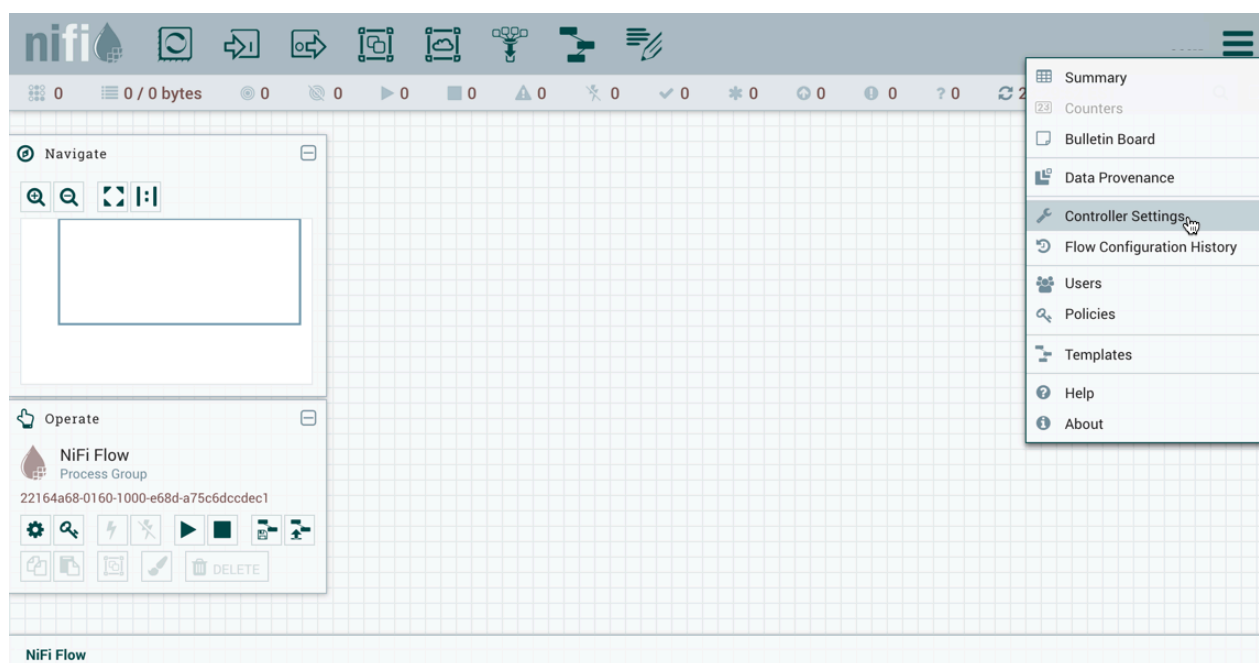 nifi
0
0 / 0 bytes
0
0
0
0
0
0
0
0
0
0
? 0
2
Summary
23 Counters
Bulletin Board
Data Provenance
Controller Settings
Flow Configuration History
Users
Policies
Templates
Help
About
Navigate
Operate
NiFi Flow
Process Group
22164a68-0160-1000-e68d-a75c6dccdec1
DELETE
NiFi Flow